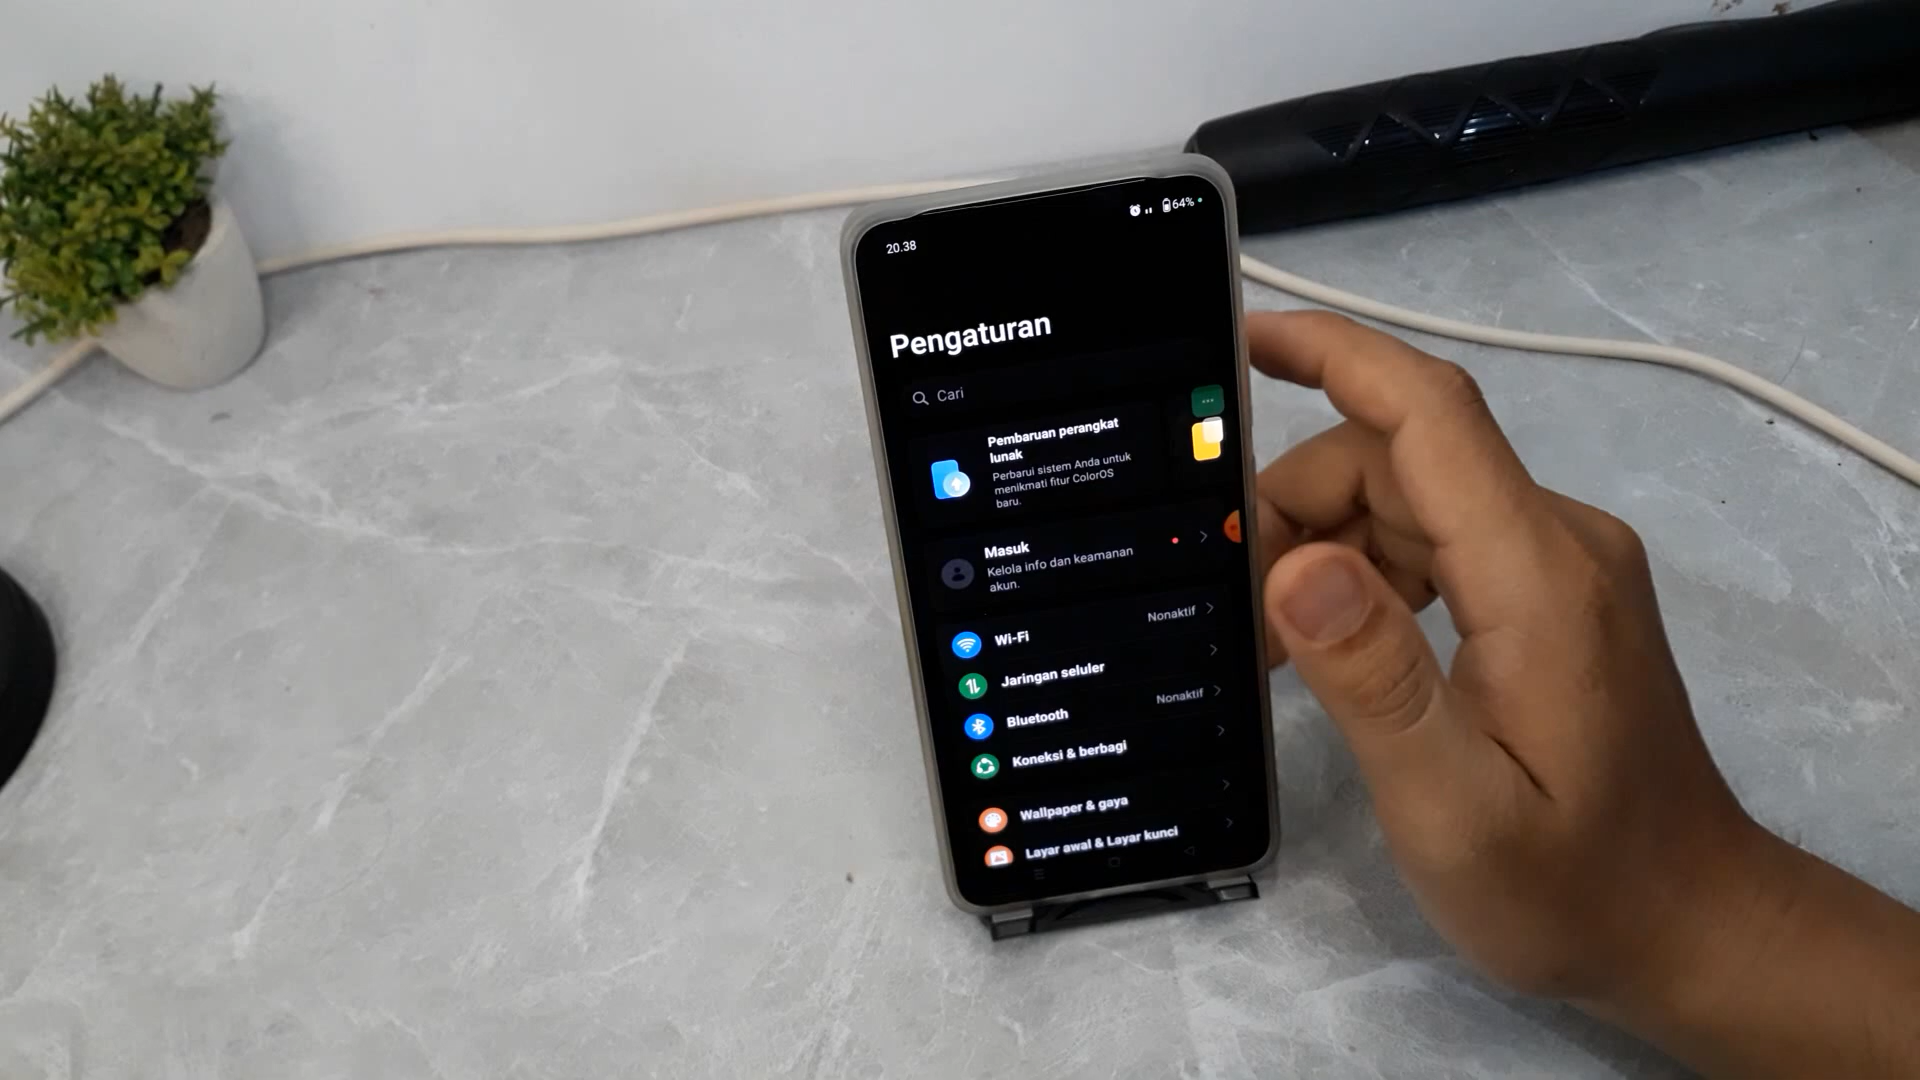 20.38
64%
Pengaturan
Cari
Pembaruan perangkat
lunak
Perbarui sistem Anda untuk
menikmati fitur ColorOS
baru.
Masuk
Kelola info dan keamanan
akun.
Wi-Fi
Nonaktif
Jaringan seluler
Bluetooth
Nonaktif
Koneksi & berbagi
Wallpaper & gaya
Layar awal & Layar kunci